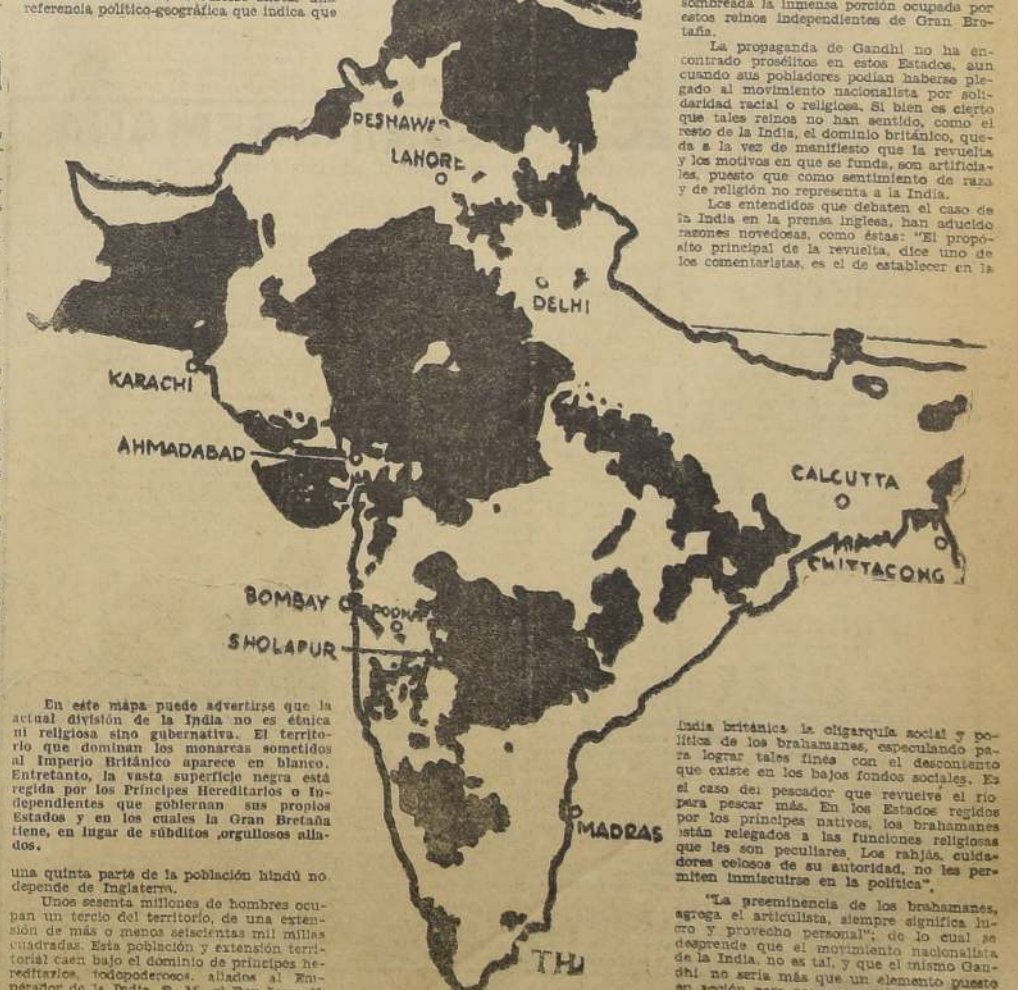 referencia político-geográfica que indica que
PESHAWAR
LAHORE
DELHI
KARACHI
AHMADABAD
CALCUTTA
CHITTACONG
BOMBAY
POONA
SHOLAPUR
MADRAS
En este mapa puede advertirse que la
actual división de la India no es étnica
ni religiosa sino gubernativa. El territo-
rio que dominan los monarcas sometidos
al Imperio Británico aparece en blanco.
Entretanto, la vasta superficie negra está
regida por los Príncipes Hereditarios o In-
dependientes que gobiernan sus propios
Estados y en los cuales la Gran Bretaña
tiene, en lugar de súbditos ,orgullosos alia-
dos.
una quinta parte de la población hindú no
depende de Inglaterra.
Unos sesenta millones de hombres ocu-
pan un tercio del territorio, de una exten-
sión de más o menos seiscientas mil millas
cuadradas. Esta población y extensión terri-
torial caen bajo el dominio de príncipes he-
reditarios, todopoderosos, aliados al Em-
sombreada la inmensa porción ocupada por
estos reinos independientes de Gran Bre-
taña.
La propaganda de Gandhi no ha en-
contrado prosélitos en estos Estados, aun
cuando sus pobladores podían haberse ple-
gado al movimiento nacionalista por soli-
daridad racial o religiosa. Si bien es cierto
que tales reinos no han sentido, como el
resto de la India, el dominio británico, que-
da a la vez de manifiesto que la revuelta
y los motivos en que se funda, son artificia-
les, puesto que como sentimiento de raza
y de religión no representa a la India.
Los entendidos que debaten el caso de
la India en la prensa inglesa, han aducido
razones novedosas, como éstas: "El propó-
sito principal de la revuelta, dice uno de
los comentaristas, es el de establecer en la
India británica la oligarquía social y po-
lítica de los brahamanes, especulando pa-
ra lograr tales fines con el descontento
que existe en los bajos fondos sociales. Es
el caso del pescador que revuelve el río
para pescar más. En los Estados regidos
por los príncipes nativos, los brahamanes
están relegados a las funciones religiosas
que les son peculiares. Los rahjás, cuida-
dores celosos de su autoridad, no les per-
miten inmiscuirse en la política".
"La preeminencia de los brahamanes,
agrega el articulista, siempre significa lu-
cro y provecho personal"; de lo cual se
desprende que el movimiento nacionalista
de la India, no es tal, y que el mismo Gan-
dhi no sería más que un elemento puesto